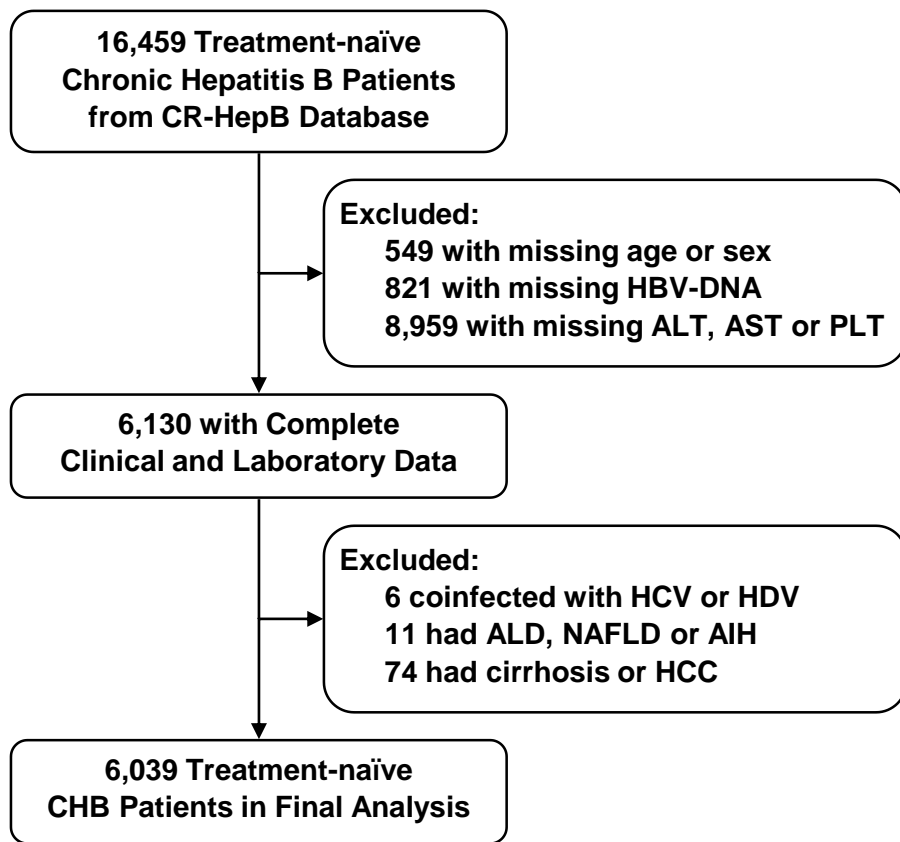 16,459 Treatment-naïve
Chronic Hepatitis B Patients
from CR-HepB Database
Excluded:
549 with missing age or sex
821 with missing HBV-DNA
8,959 with missing ALT, AST or PLT
6,130 with Complete
Clinical and Laboratory Data
Excluded:
6 coinfected with HCV or HDV
11 had ALD, NAFLD or AIH
74 had cirrhosis or HCC
6,039 Treatment-naïve
CHB Patients in Final Analysis